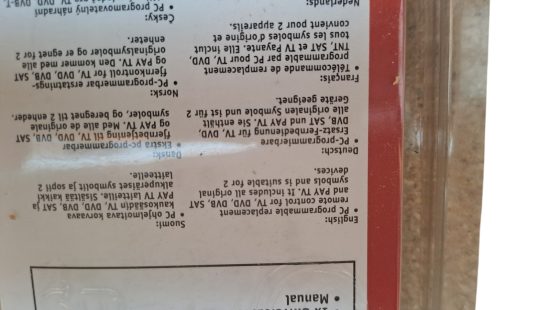 • Manual
English:
• PC programmable replacement
remote control for TV, DVD, DVB, SAT
and PAY TV. It includes all original
symbols and is suitable for 2
devices.
Deutsch:
• PC-programmierbare
Ersatz-Fernbedienung für TV, DVD,
DVB, SAT und PAY TV. Sie enthält
alle originalen Symbole und ist für 2
Geräte geeignet.
Français:
• Télécommande de remplacement
programmable par PC pour TV, DVD,
TNT, SAT et TV Payante. Elle inclut
tous les symboles d'origine et
convient pour 2 appareils.
Nederlands:
Suomi:
• PC ohjelmoitava korvaava
kaukosäädin TV, DVD, DVB, SAT ja
PAY TV laitteille. Sisältää kaikki
alkuperäiset symbolit ja sopii 2
laitteelle.
Dansk:
• Ekstra pc-programmerbar
fjernbetjening til TV, DVD, DVB, SAT
og PAY TV. Med alle de originale
symboler, og beregnet til 2 enheder.
Norsk:
• PC-programmerbar erstatnings-
fjernkontroll for TV, DVD, DVB, SAT
og PAY TV. Den kommer med alle
originalsymboler og er egnet for 2
enheter.
Česky:
• PC programovatelný náhradní